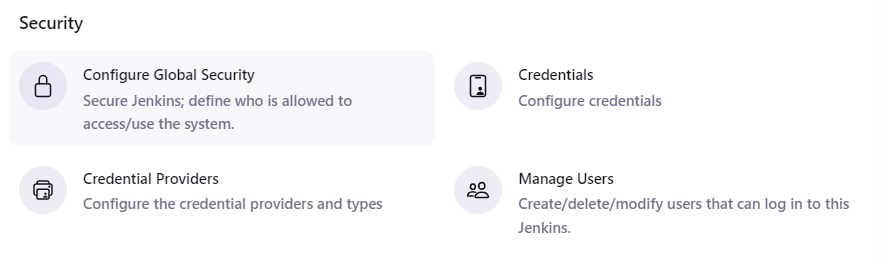 Security
Configure Global Security
Secure Jenkins; define who is allowed to
access/use the system.
Credentials
Configure credentials
Credential Providers
Configure the credential providers and types
Manage Users
Create/delete/modify users that can log in to this
Jenkins.